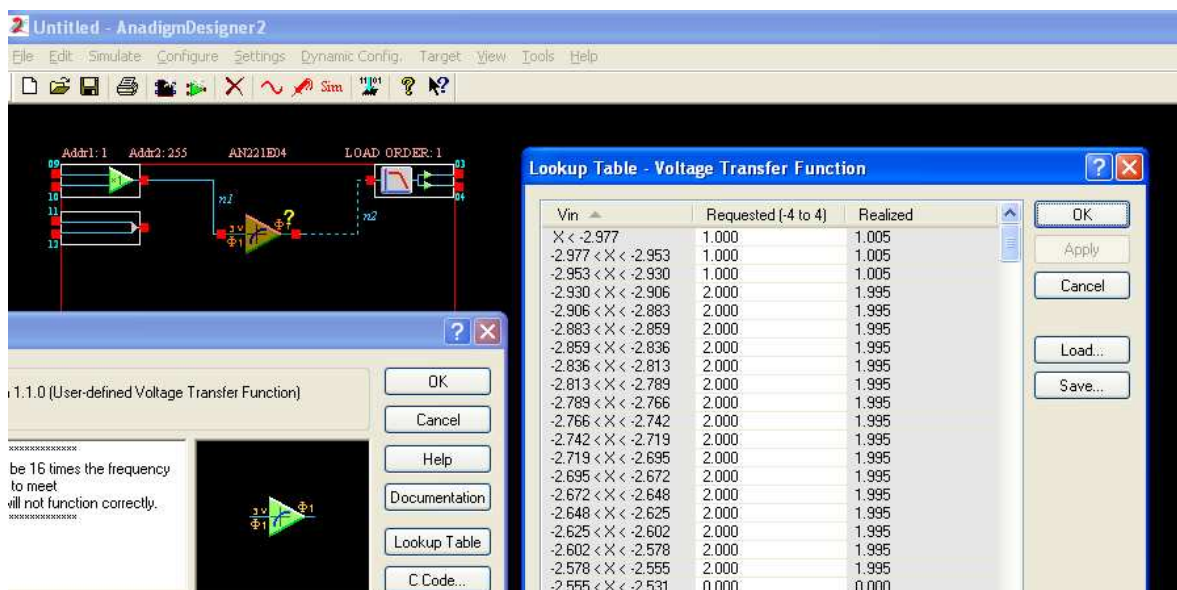 Untitled - AnadigmDesigner2
File Edit Simulate Configure Settings Dynamic Config. Target View Tools Help
Sim
Addr1: 1 Addr2: 255 AN221E04 LOAD ORDER: 1
09 03
×1
10 04
11
n1 n2
3V Φ1 Φ1 ?
12
Lookup Table - Voltage Transfer Function
Vin Requested (-4 to 4) Realized
X < -2.977 1.000 1.005
-2.977 < X < -2.953 1.000 1.005
-2.953 < X < -2.930 1.000 1.005
-2.930 < X < -2.906 2.000 1.995
-2.906 < X < -2.883 2.000 1.995
-2.883 < X < -2.859 2.000 1.995
-2.859 < X < -2.836 2.000 1.995
-2.836 < X < -2.813 2.000 1.995
-2.813 < X < -2.789 2.000 1.995
-2.789 < X < -2.766 2.000 1.995
-2.766 < X < -2.742 2.000 1.995
-2.742 < X < -2.719 2.000 1.995
-2.719 < X < -2.695 2.000 1.995
-2.695 < X < -2.672 2.000 1.995
-2.672 < X < -2.648 2.000 1.995
-2.648 < X < -2.625 2.000 1.995
-2.625 < X < -2.602 2.000 1.995
-2.602 < X < -2.578 2.000 1.995
-2.578 < X < -2.555 2.000 1.995
-2.555 < X < -2.531 0.000 0.000
OK
Apply
Cancel
Load...
Save...
1.1.0 (User-defined Voltage Transfer Function)
be 16 times the frequency
to meet
will not function correctly.
3V Φ1 Φ1
OK
Cancel
Help
Documentation
Lookup Table
C Code...